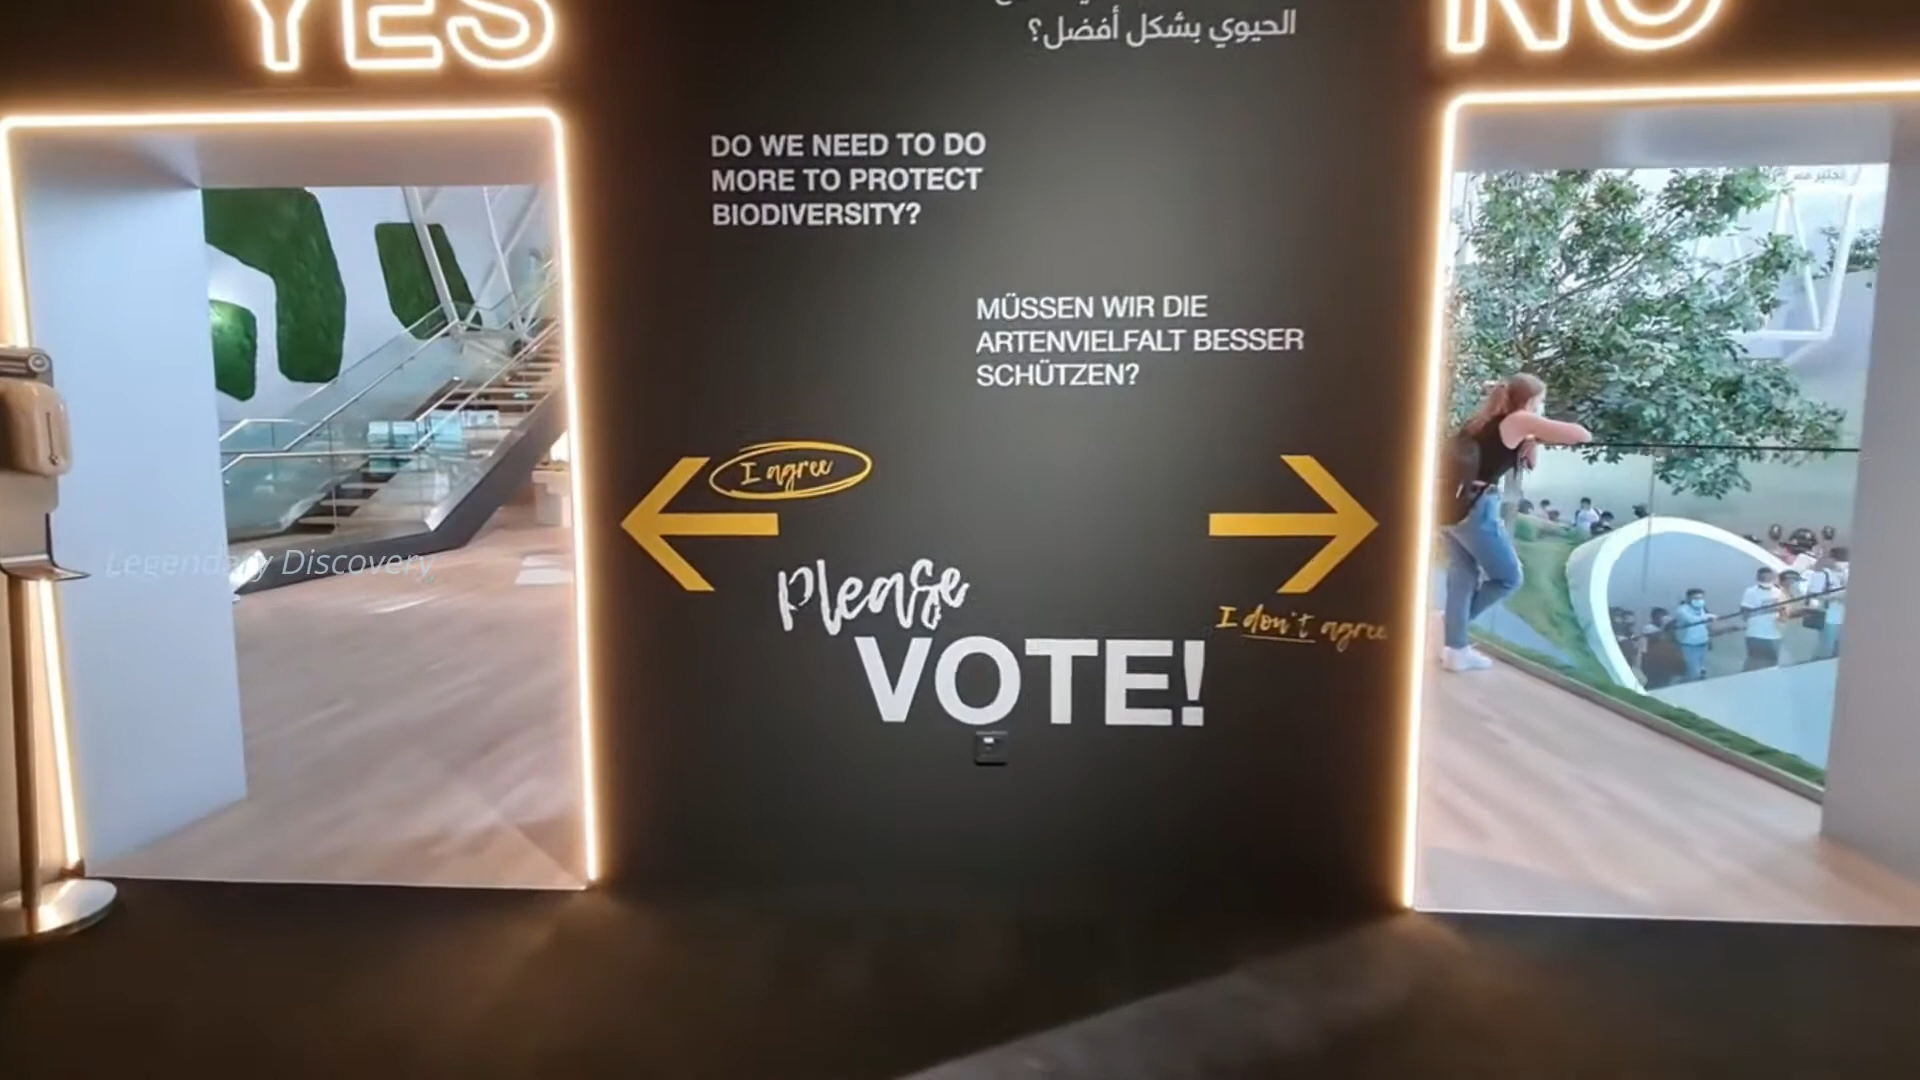 YES
NO
الحيوي بشكل أفضل؟
DO WE NEED TO DO
MORE TO PROTECT
BIODIVERSITY?
MÜSSEN WIR DIE
ARTENVIELFALT BESSER
SCHÜTZEN?
I agree
Please
VOTE!
I don't agree
Legendary Discovery